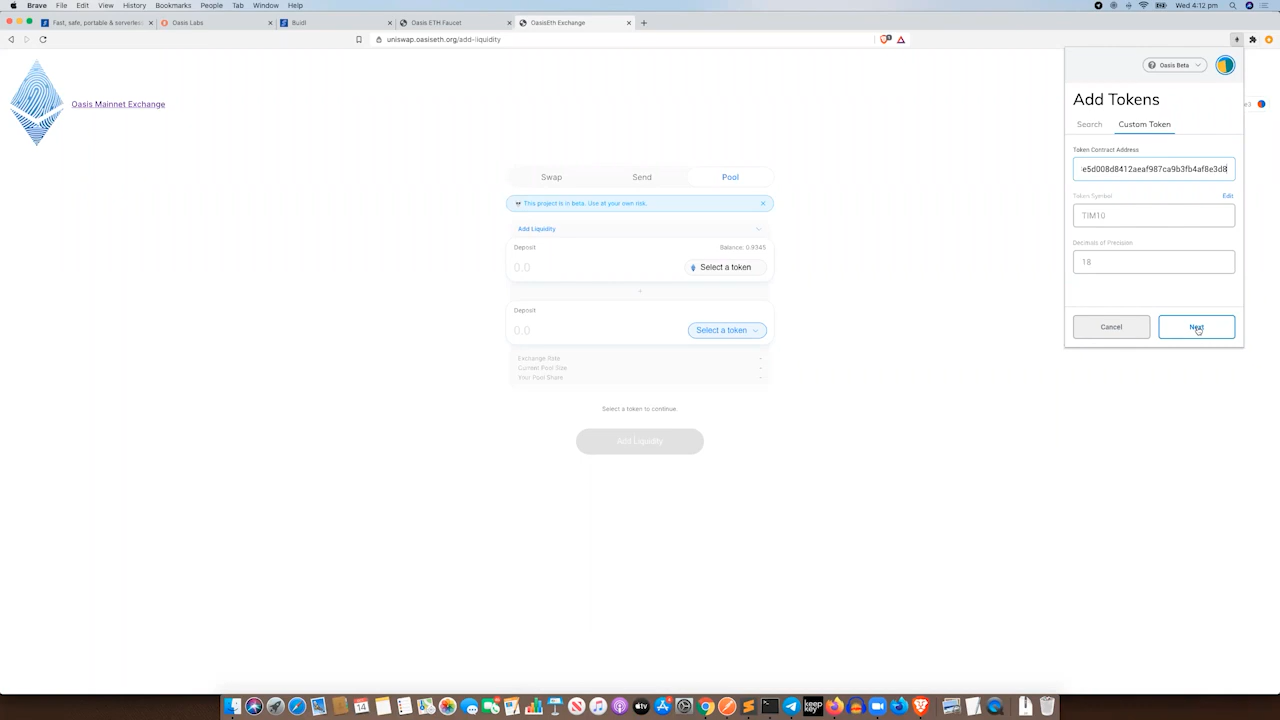 Brave File Edit View History Bookmarks People Tab Window Help
Wed 4:12 pm
Fast, safe, portable & serverless
Oasis Labs
Buidl
Oasis ETH Faucet
OasisEth Exchange
uniswap.oasiseth.org/add-liquidity
Oasis Mainnet Exchange
Swap
Send
Pool
This project is in beta. Use at your own risk.
Add Liquidity
Deposit
Balance: 0.9345
0.0
Select a token
+
Deposit
0.0
Select a token
Exchange Rate -
Current Pool Size -
Your Pool Share -
Select a token to continue.
Add Liquidity
Oasis Beta
Add Tokens
Search
Custom Token
Token Contract Address
e5d008d8412aeaf987ca9b3fb4af8e3d8
Token Symbol
Edit
TIM10
Decimals of Precision
18
Cancel
Next
keep
key